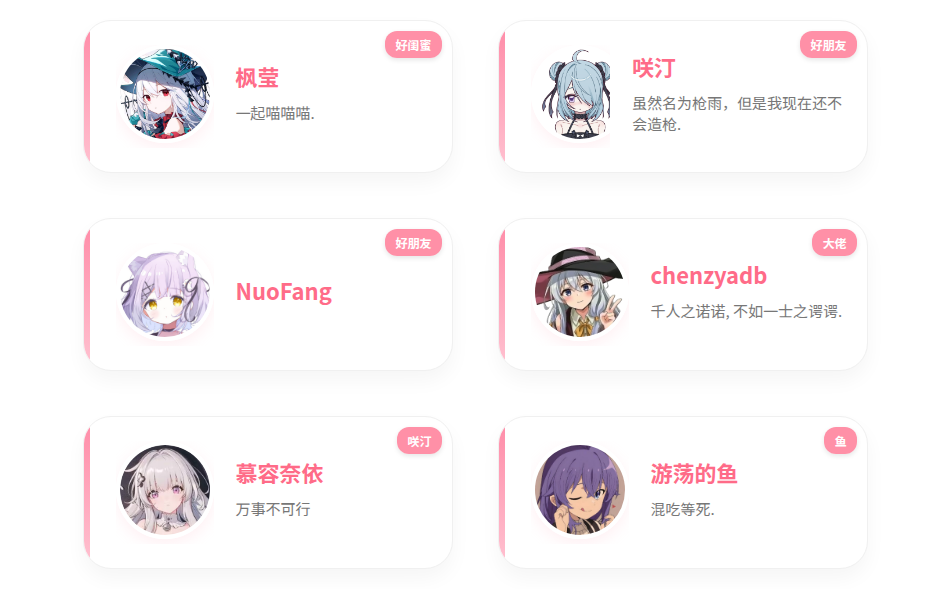 好闺蜜
枫莹
一起喵喵喵.
好朋友
咲汀
虽然名为枪雨，但是我现在还不
会造枪.
好朋友
NuoFang
大佬
chenzyadb
千人之诺诺, 不如一士之谔谔.
咲汀
慕容奈依
万事不可行
鱼
游荡的鱼
混吃等死.